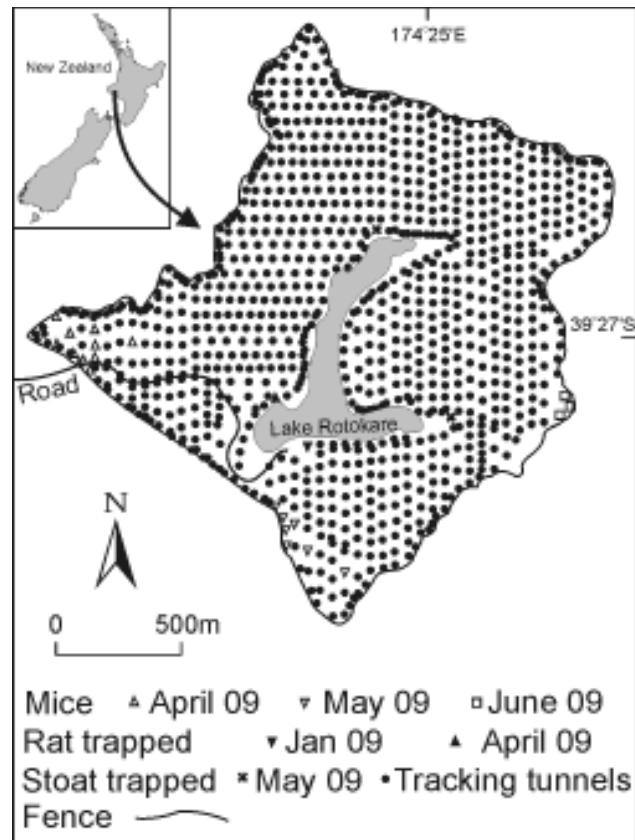 174°25'E
New Zealand
39°27'S
Road
Lake Rotokare
N
0 500m
Mice April 09 May 09 June 09
Rat trapped Jan 09 April 09
Stoat trapped May 09 Tracking tunnels
Fence